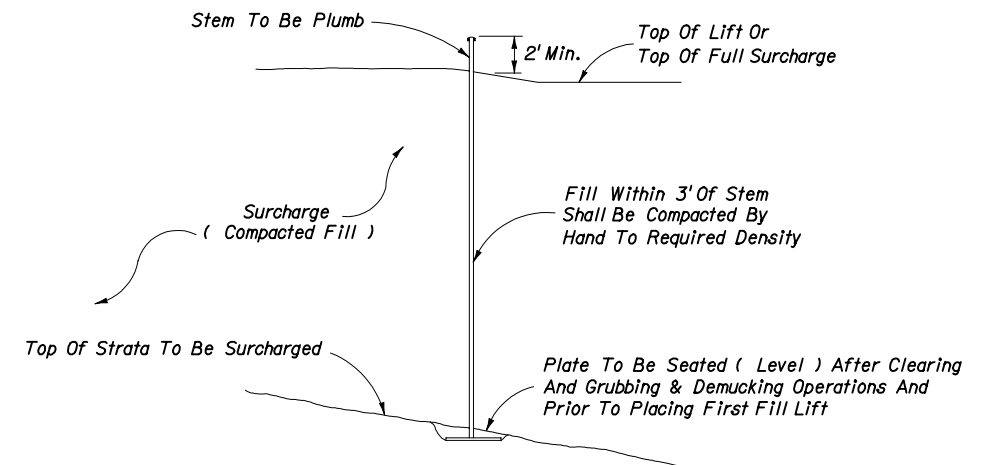 Stem To Be Plumb
2' Min.
Top Of Lift Or
Top Of Full Surcharge
Surcharge
( Compacted Fill )
Fill Within 3' Of Stem
Shall Be Compacted By
Hand To Required Density
Top Of Strata To Be Surcharged
Plate To Be Seated ( Level ) After Clearing
And Grubbing & Demucking Operations And
Prior To Placing First Fill Lift